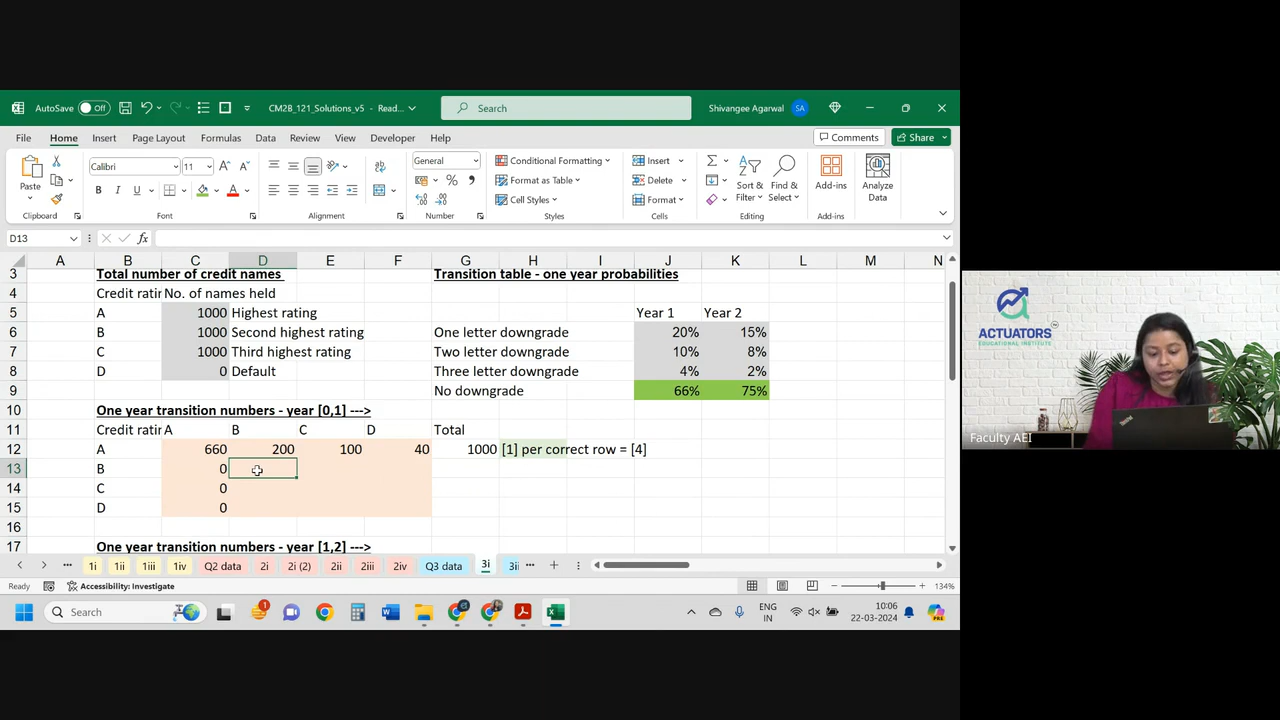 AutoSave Off CM2B_121_Solutions_v5 - Read... Search Shivangee Agarwal SA
File Home Insert Page Layout Formulas Data Review View Developer Help Comments Share
Paste Calibri 11 General Conditional Formatting Insert Sort & Find & Add-ins Analyze
B I U A Format as Table Delete Filter Select Data
Cell Styles Format
Clipboard Font Alignment Number Styles Cells Editing Add-ins
D13 fx
A B C D E F G H I J K L M N
3 Total number of credit names Transition table - one year probabilities
4 Credit ratin No. of names held
5 A 1000 Highest rating Year 1 Year 2
6 B 1000 Second highest rating One letter downgrade 20% 15%
7 C 1000 Third highest rating Two letter downgrade 10% 8%
8 D 0 Default Three letter downgrade 4% 2%
9 No downgrade 66% 75%
10 One year transition numbers - year [0,1] --->
11 Credit ratin A B C D Total
12 A 660 200 100 40 1000 [1] per correct row = [4]
13 B 0
14 C 0
15 D 0
16
17 One year transition numbers - year [1,2] --->
1i 1ii 1iii 1iv Q2 data 2i 2i (2) 2ii 2iii 2iv Q3 data 3i 3ii
Ready Accessibility: Investigate 134%
Search 1 ENG IN 10:06 22-03-2024
ACTUATORS
EDUCATIONAL INSTITUTE
Faculty AEI